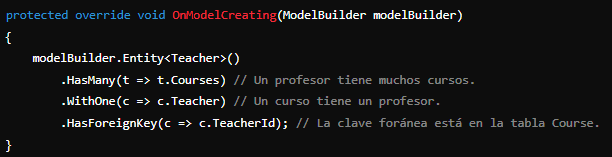 protected override void OnModelCreating(ModelBuilder modelBuilder)
{
    modelBuilder.Entity<Teacher>()
        .HasMany(t => t.Courses) // Un profesor tiene muchos cursos.
        .WithOne(c => c.Teacher) // Un curso tiene un profesor.
        .HasForeignKey(c => c.TeacherId); // La clave foránea está en la tabla Course.
}